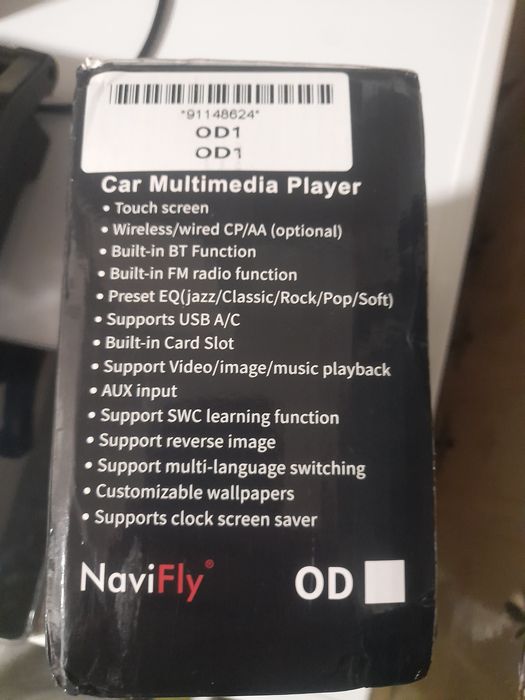 *91148624*
OD1
OD1
Car Multimedia Player
• Touch screen
• Wireless/wired CP/AA (optional)
• Built-in BT Function
• Built-in FM radio function
• Preset EQ(jazz/Classic/Rock/Pop/Soft)
• Supports USB A/C
• Built-in Card Slot
• Support Video/image/music playback
• AUX input
• Support SWC learning function
• Support reverse image
• Support multi-language switching
• Customizable wallpapers
• Supports clock screen saver
NaviFly® OD